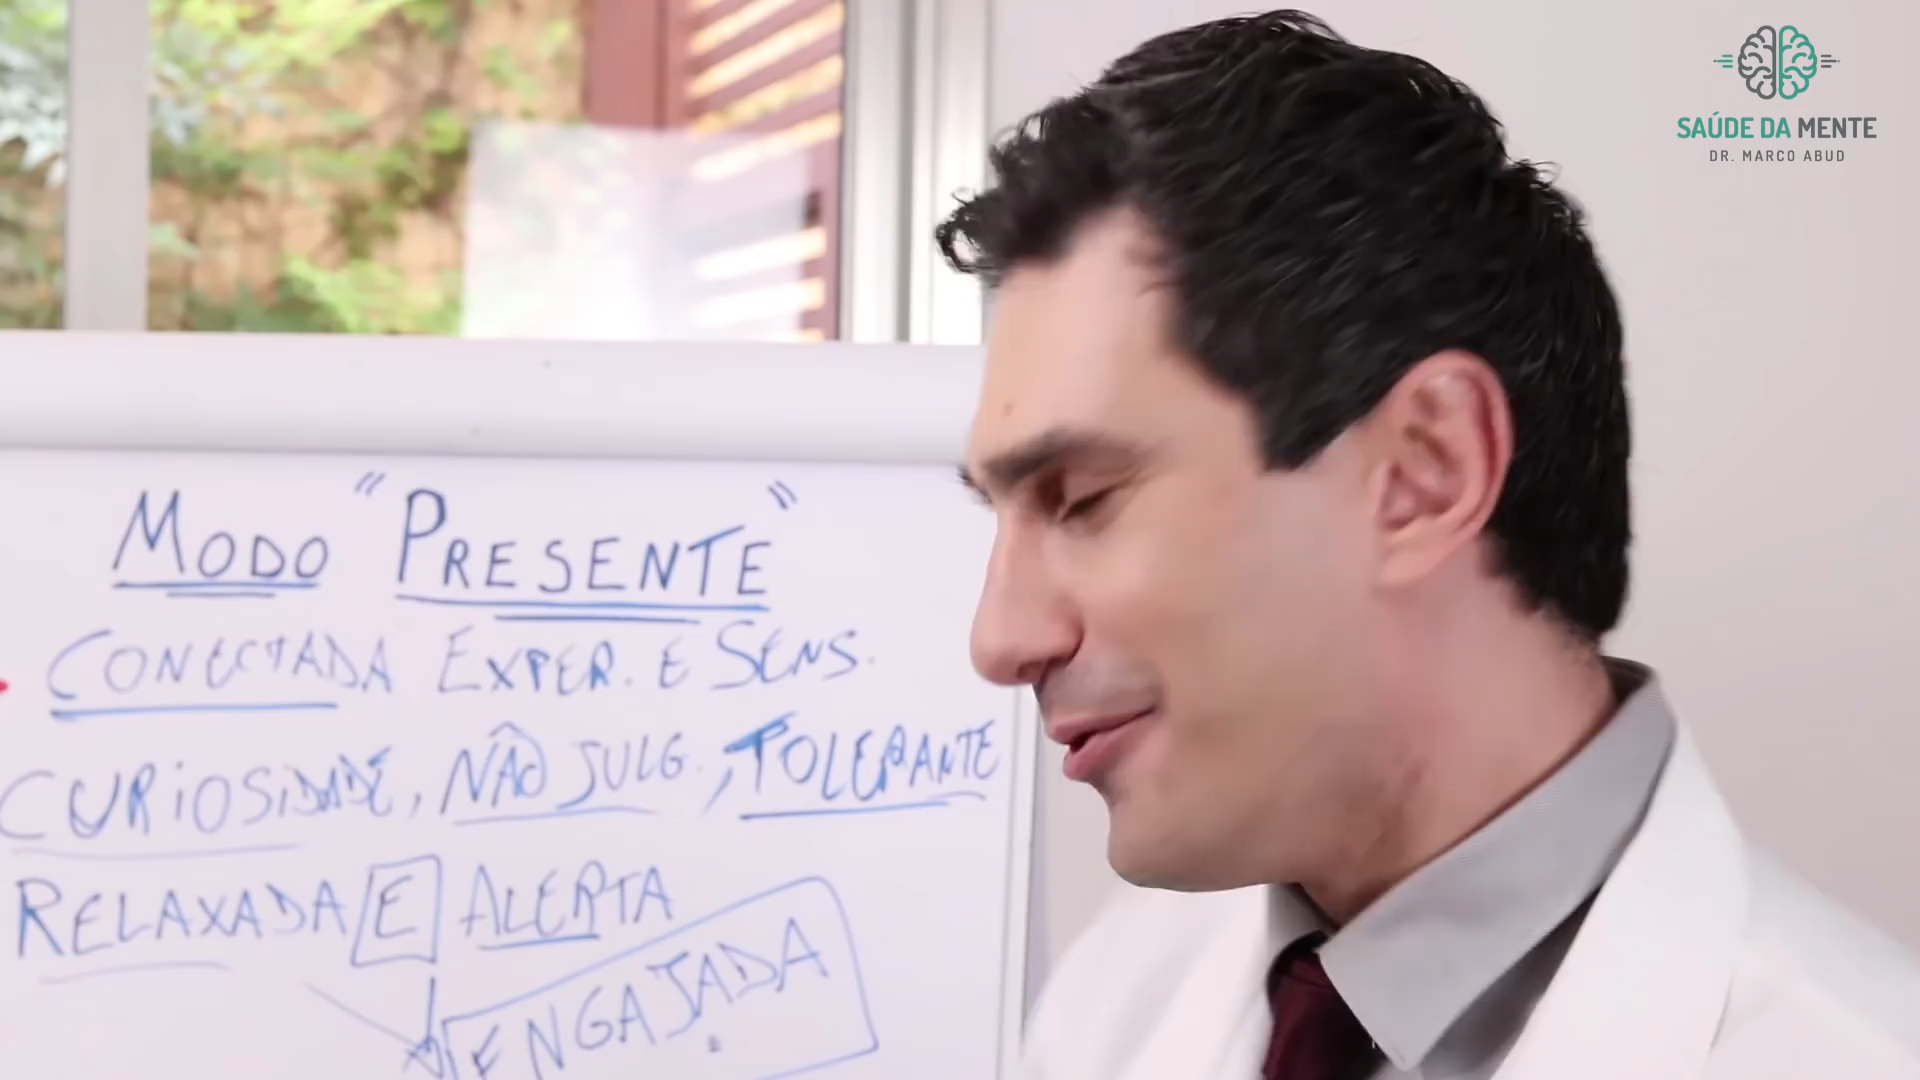 SAÚDE DA MENTE
DR. MARCO ABUD
MODO "PRESENTE"
CONECTADA EXPER. E SENS.
CURIOSIDADE, NÃO JULG., TOLERANTE
RELAXADA E ALERTA
ENGAJADA